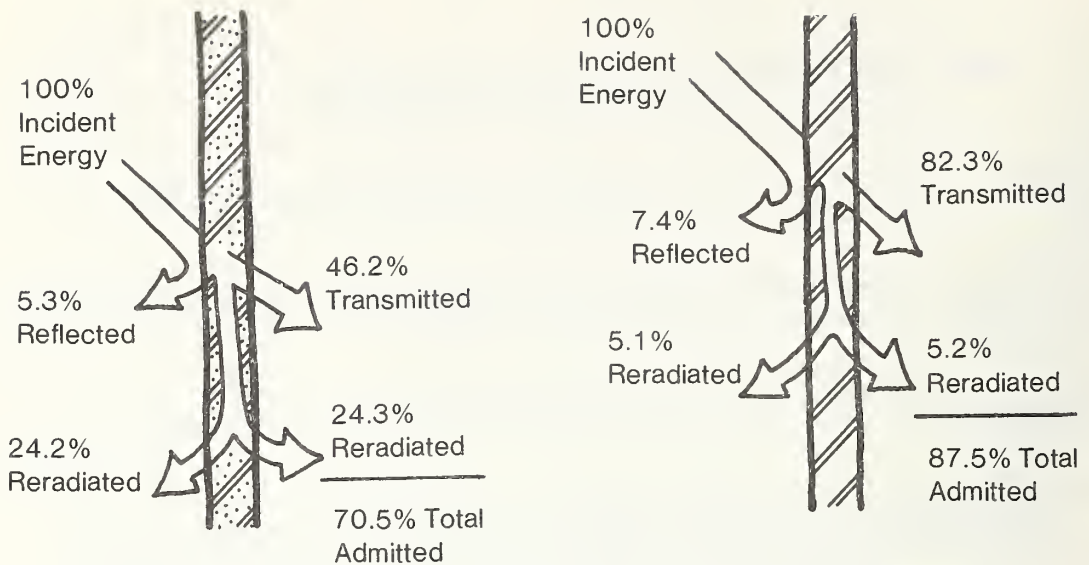 100%
Incident
Energy
5.3%
Reflected
46.2%
Transmitted
24.2%
Reradiated
24.3%
Reradiated
70.5% Total
Admitted
100%
Incident
Energy
7.4%
Reflected
82.3%
Transmitted
5.1%
Reradiated
5.2%
Reradiated
87.5% Total
Admitted